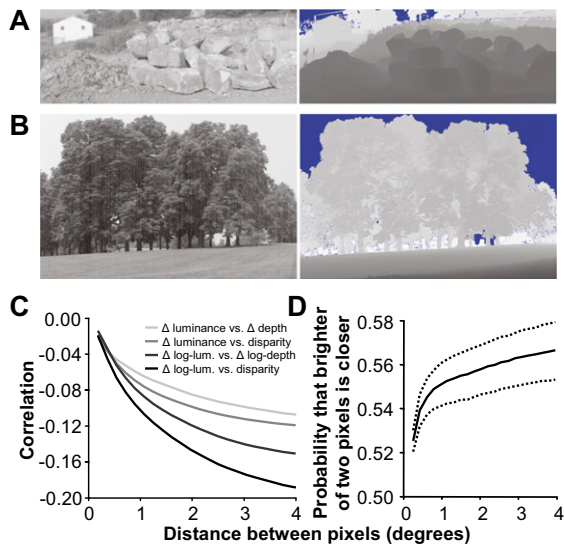 A
B
C
0.00
-0.04
-0.08
-0.12
-0.16
-0.20
Correlation
Δ luminance vs. Δ depth
Δ luminance vs. disparity
Δ log-lum. vs. Δ log-depth
Δ log-lum. vs. disparity
0 1 2 3 4
D
0.58
0.56
0.54
0.52
0.50
Probability that brighter
of two pixels is closer
0 1 2 3 4
Distance between pixels (degrees)